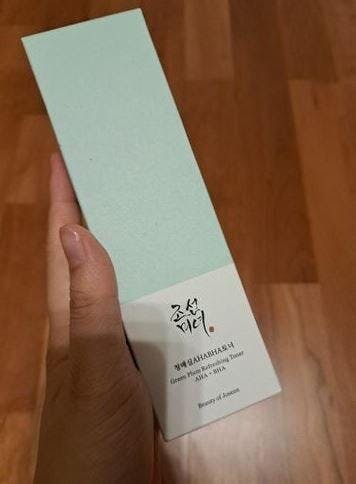 조선
미녀
청매실AHABHA토너
Green Plum Refreshing Toner
AHA + BHA
Beauty of Joseon